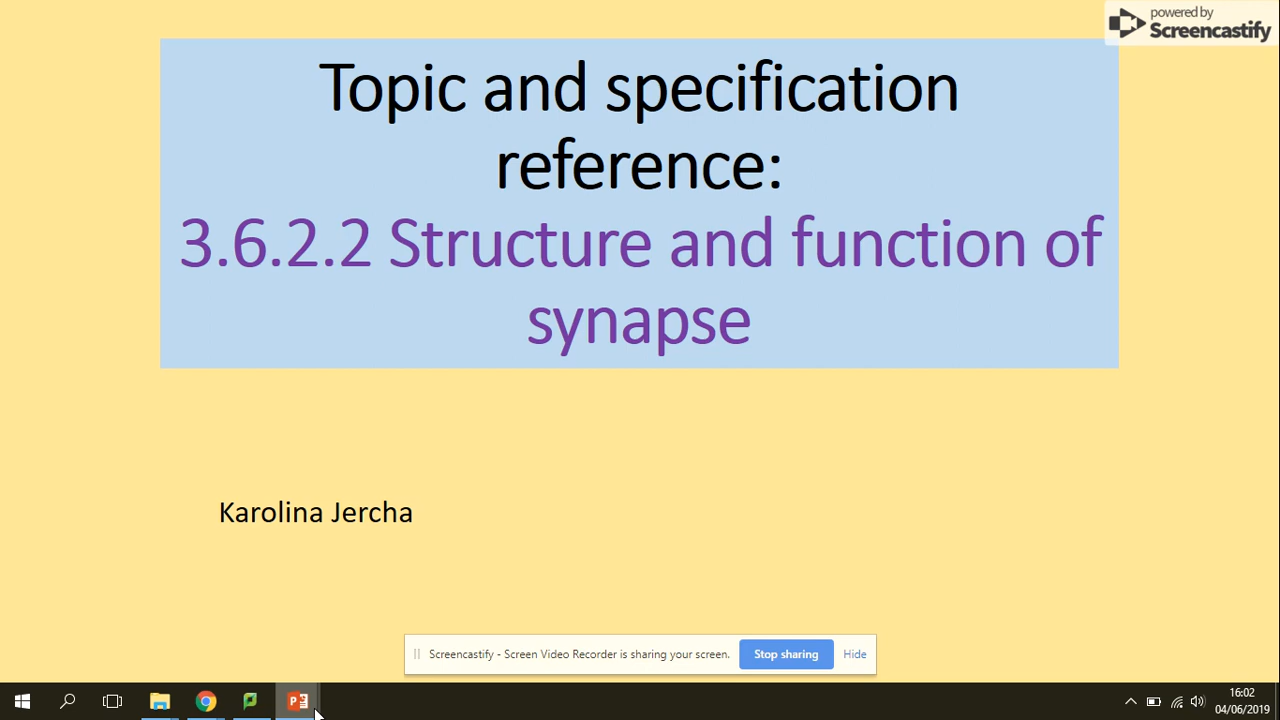 powered by
Screencastify
Topic and specification
reference:
3.6.2.2 Structure and function of
synapse
Karolina Jercha
Screencastify - Screen Video Recorder is sharing your screen.
Stop sharing
Hide
16:02
04/06/2019